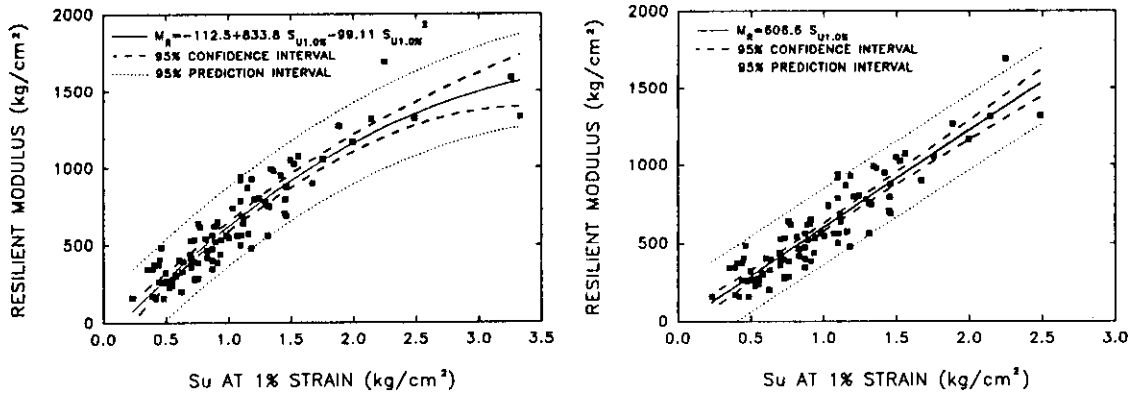 RESILIENT MODULUS (kg/cm²)
2000
1500
1000
500
0
M_R=-112.5+833.8 S_U1.0%-99.11 S_U1.0%²
95% CONFIDENCE INTERVAL
95% PREDICTION INTERVAL
0.0 0.5 1.0 1.5 2.0 2.5 3.0 3.5
Su AT 1% STRAIN (kg/cm²)
RESILIENT MODULUS (kg/cm²)
2000
1500
1000
500
0
M_R=608.6 S_U1.0%
95% CONFIDENCE INTERVAL
95% PREDICTION INTERVAL
0.0 0.5 1.0 1.5 2.0 2.5 3.0
Su AT 1% STRAIN (kg/cm²)